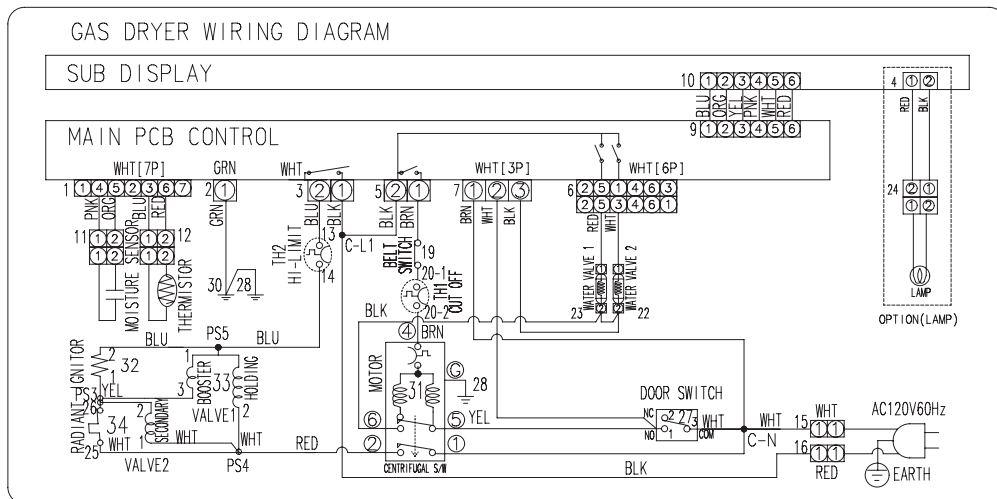 GAS DRYER WIRING DIAGRAM
SUB DISPLAY
10 1 2 3 4 5 6
4 1 2
BLU ORG YEL PNK WHT RED
RED BLK
9 1 2 3 4 5 6
MAIN PCB CONTROL
WHT[7P] GRN WHT WHT[3P] WHT[6P]
1 1 4 5 2 3 6 7
2 1
3 2 1
5 2 1
7 1 2 3
6 2 5 1 4 6 3
2 5 3 4 6 1
24 2 1
1 2
PNK ORG BLU RED
GRN
BLU BLK
BLK BRN
BRN WHT BLK
RED WHT
11 1 2 1 2 12
1 2 1 2
MOISTURE SENSOR
THERMISTOR
30 28
TH2
HI-LIMIT
13
14
C-L1
BELT
SWITCH
19
20-1
TH1
CUT OFF
20-2
WATER VALVE 1
WATER VALVE 2
23 22
LAMP
OPTION(LAMP)
BLU PS5 BLU
BLK
4 BRN
RADIANT IGNITOR
2
32
1
PS3 YEL
26
34
25
WHT
1
3
BOOSTER
33
HOLDING
VALVE1 2
2
SECONDARY
1
WHT
VALVE2
WHT
PS4
RED
MOTOR
31
G
28
6 5 YEL
2 1
CENTRIFUGAL S/W
DOOR SWITCH
NC
NO
2 27 3
1
COM
WHT
C-N
WHT
BLK
WHT
15 1 1
16 1 1
RED
AC120V60Hz
EARTH